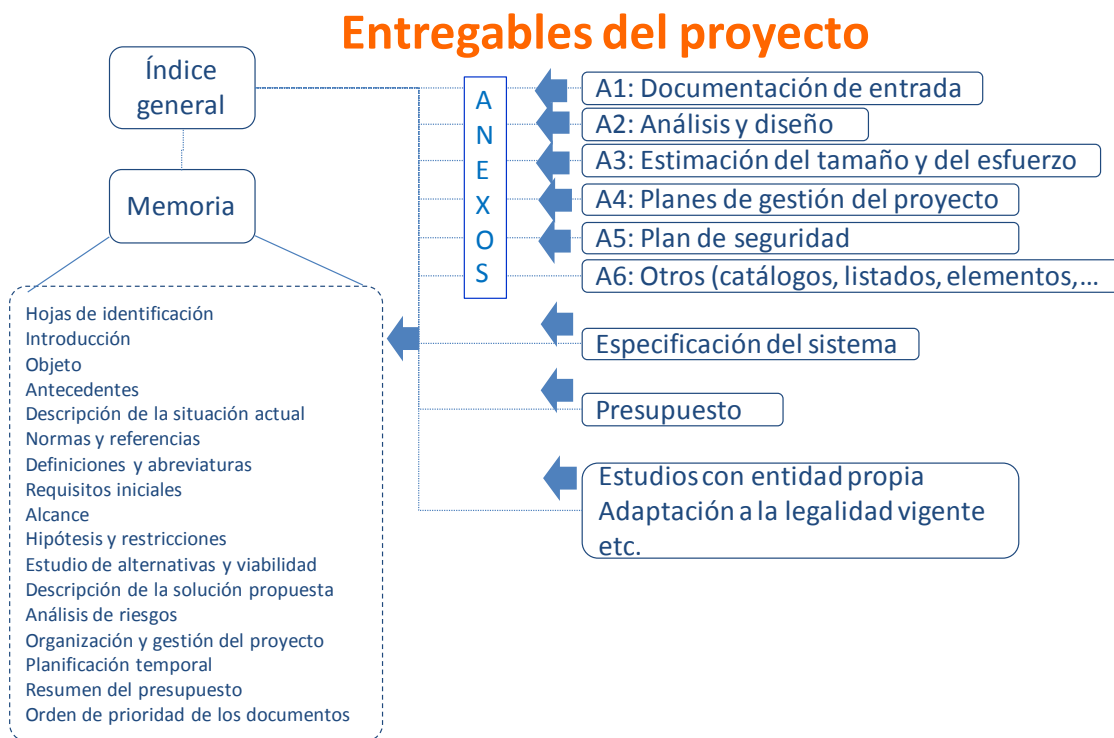 Entregables del proyecto
Índice
general
Memoria
Hojas de identificación
Introducción
Objeto
Antecedentes
Descripción de la situación actual
Normas y referencias
Definiciones y abreviaturas
Requisitos iniciales
Alcance
Hipótesis y restricciones
Estudio de alternativas y viabilidad
Descripción de la solución propuesta
Análisis de riesgos
Organización y gestión del proyecto
Planificación temporal
Resumen del presupuesto
Orden de prioridad de los documentos
A
N
E
X
O
S
A1: Documentación de entrada
A2: Análisis y diseño
A3: Estimación del tamaño y del esfuerzo
A4: Planes de gestión del proyecto
A5: Plan de seguridad
A6: Otros (catálogos, listados, elementos,...
Especificación del sistema
Presupuesto
Estudios con entidad propia
Adaptación a la legalidad vigente
etc.